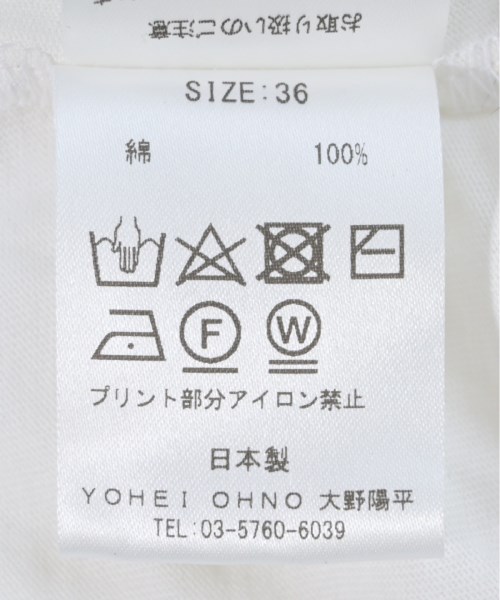 お取り扱いのご注意
SIZE:36
綿 100%
F W
プリント部分アイロン禁止
日本製
YOHEI OHNO 大野陽平
TEL:03-5760-6039